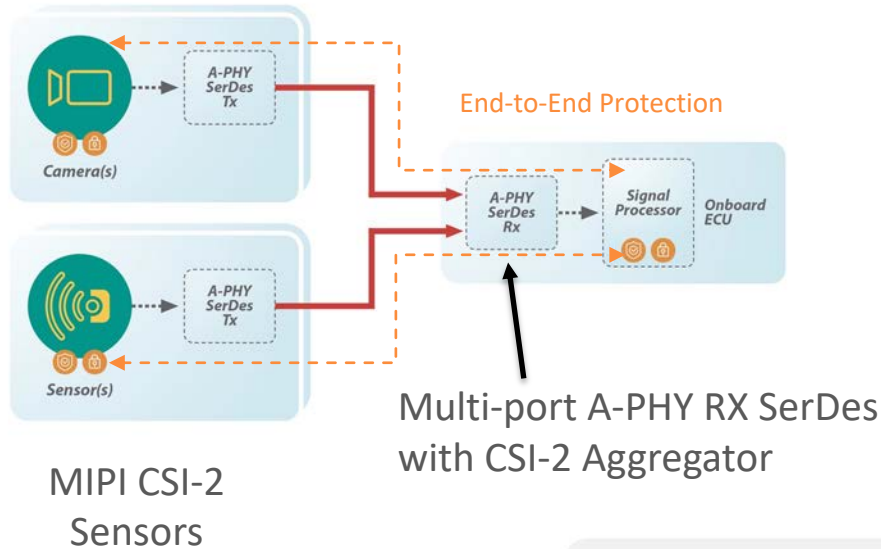 A-PHY
SerDes
Tx
Camera(s)
End-to-End Protection
A-PHY
SerDes
Rx
Signal
Processor
Onboard
ECU
A-PHY
SerDes
Tx
Sensor(s)
Multi-port A-PHY RX SerDes
with CSI-2 Aggregator
MIPI CSI-2
Sensors